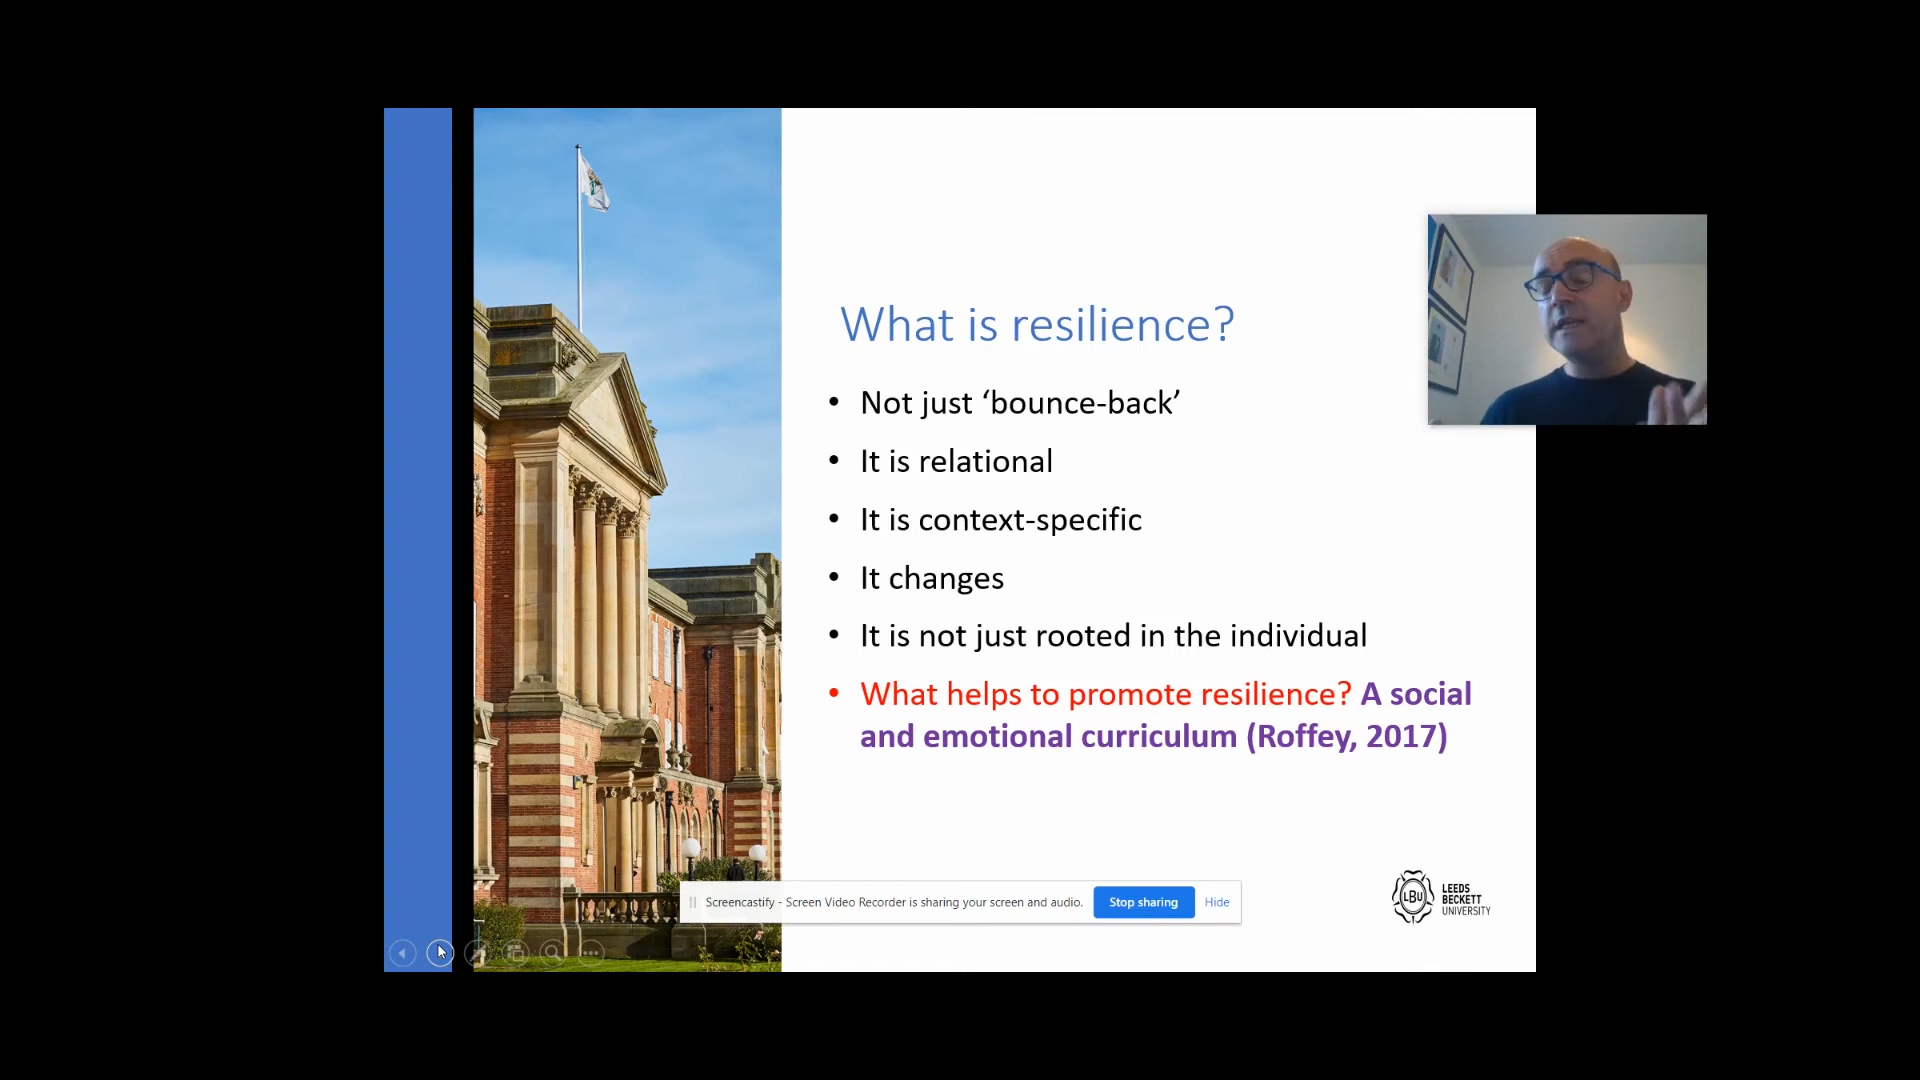 What is resilience?
• Not just ‘bounce-back’
• It is relational
• It is context-specific
• It changes
• It is not just rooted in the individual
• What helps to promote resilience? A social
and emotional curriculum (Roffey, 2017)
Screencastify - Screen Video Recorder is sharing your screen and audio. Stop sharing Hide
LBU
LEEDS
BECKETT
UNIVERSITY